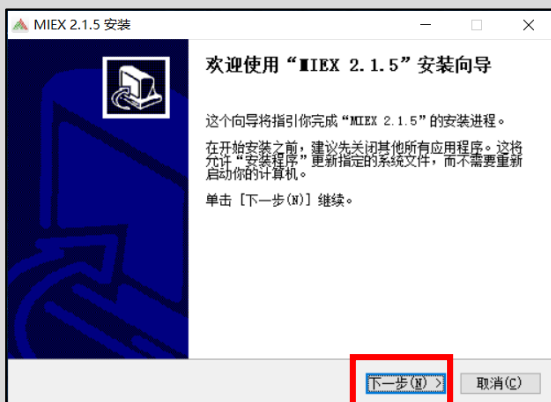 MIEX 2.1.5 安装
欢迎使用“MIEX 2.1.5”安装向导
这个向导将指引你完成“MIEX 2.1.5”的安装进程。
在开始安装之前，建议先关闭其他所有应用程序。这将
允许“安装程序”更新指定的系统文件，而不需要重新
启动你的计算机。
单击 [下一步(N)] 继续。
下一步(N) >
取消(C)